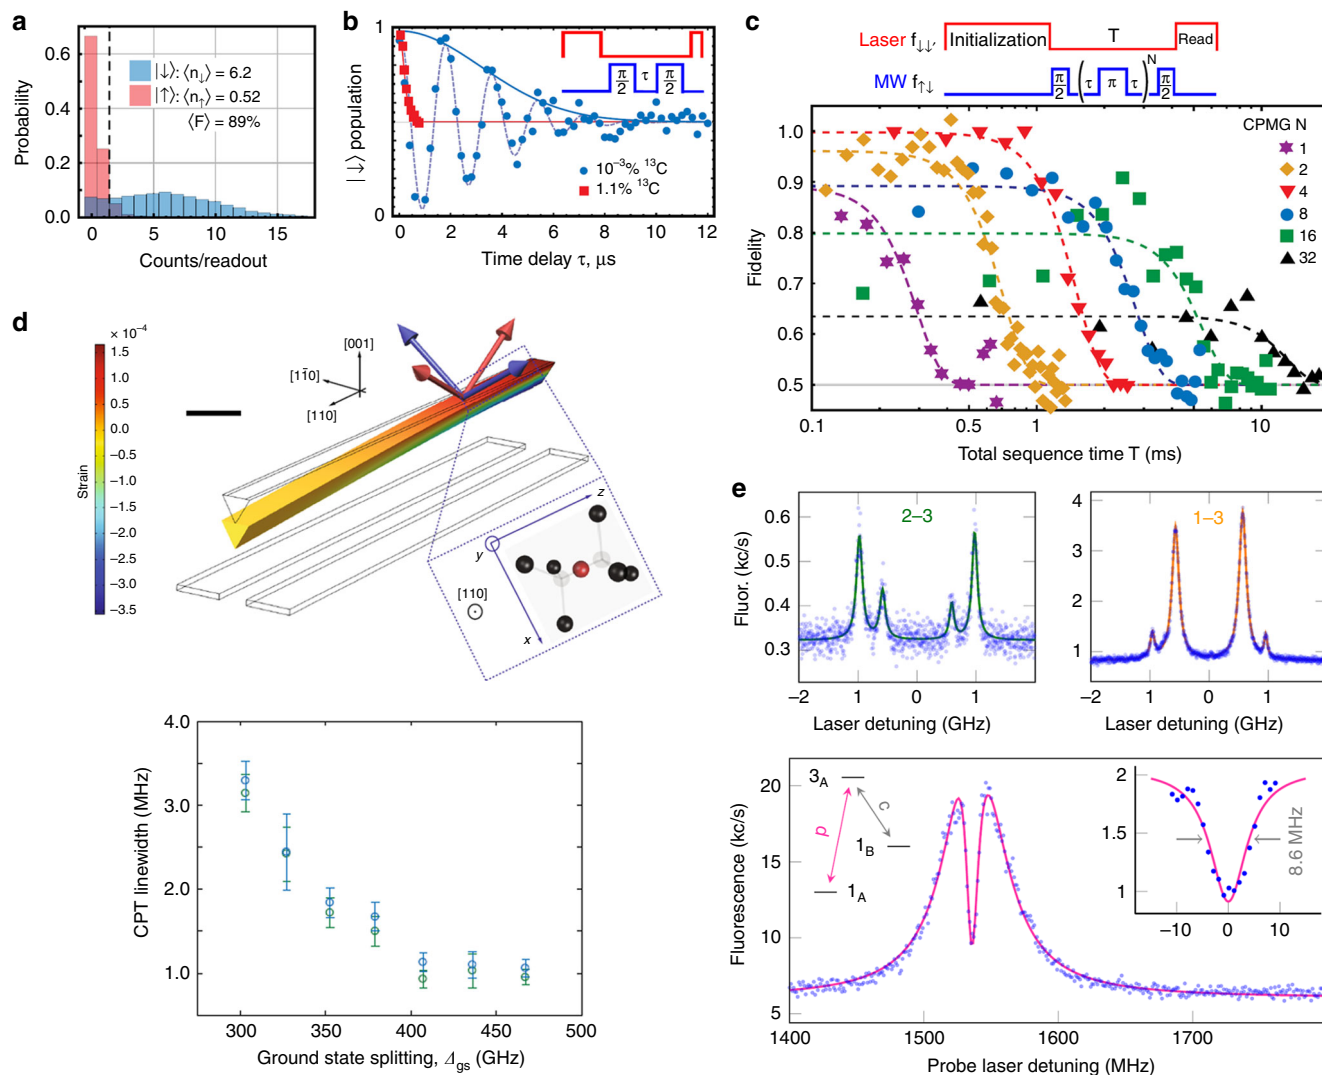 a
0.6
0.4
0.2
0.0
Probability
|↓⟩: ⟨n↓⟩ = 6.2
|↑⟩: ⟨n↑⟩ = 0.52
⟨F⟩ = 89%
0 5 10 15
Counts/readout
b
1
0
|↓⟩ population
π/2 τ π/2
10⁻³% ¹³C
1.1% ¹³C
0 2 4 6 8 10 12
Time delay τ, μs
c
Laser f↓↓′ Initialization T Read
MW f↑↓ π/2 (τ π τ)ᴺ π/2
1.0
0.9
0.8
0.7
0.6
0.5
Fidelity
CPMG N
1
2
4
8
16
32
0.1 0.5 1 5 10
Total sequence time T (ms)
d
× 10⁻⁴
1.5
1.0
0.5
0.0
−0.5
−1.0
−1.5
−2.0
−2.5
−3.0
−3.5
Strain
[001]
[11̄0]
[110]
z
y
x
[110]
4.0
3.0
2.0
1.0
CPT linewidth (MHz)
300 350 400 450 500
Ground state splitting, Δgs (GHz)
e
0.6
0.5
0.4
0.3
Fluor. (kc/s)
2–3
−2 1 0 1
Laser detuning (GHz)
4
3
2
1
1–3
−2 1 0 1
Laser detuning (GHz)
20
15
10
5
Fluorescence (kc/s)
3A
p
c
1B
1A
2
1.5
1
8.6 MHz
−10 0 10
1400 1500 1600 1700
Probe laser detuning (MHz)